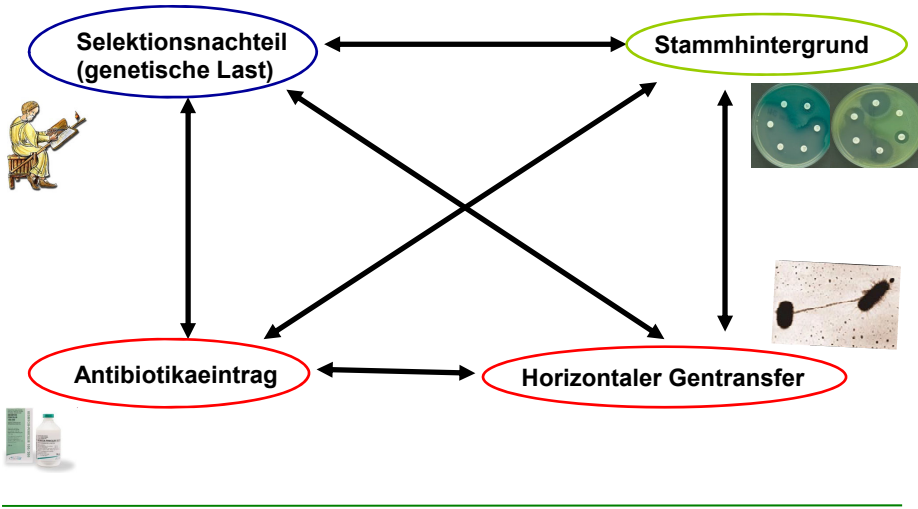 Selektionsnachteil
(genetische Last)
Stammhintergrund
Antibiotikaeintrag
Horizontaler Gentransfer